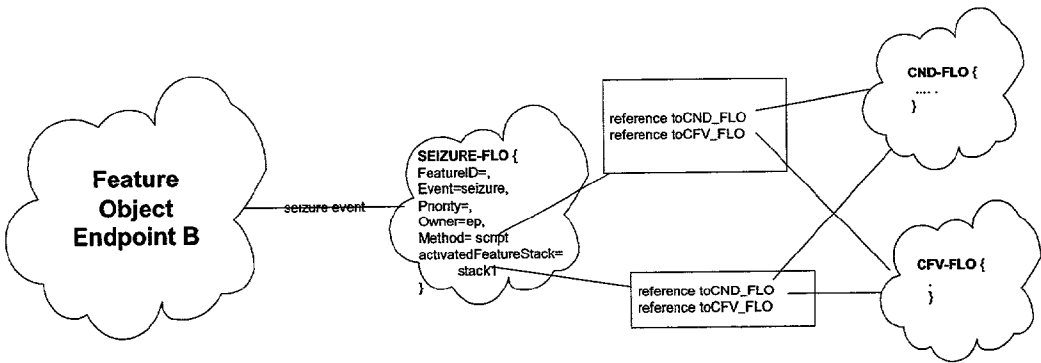 Feature
Object
Endpoint B
seizure event
SEIZURE-FLO {
FeatureID=,
Event=seizure,
Priority=,
Owner=ep,
Method= script
activatedFeatureStack=
stack1
}
reference toCND_FLO
reference toCFV_FLO
reference toCND_FLO
reference toCFV_FLO
CND-FLO {
.....
}
CFV-FLO {
.
}